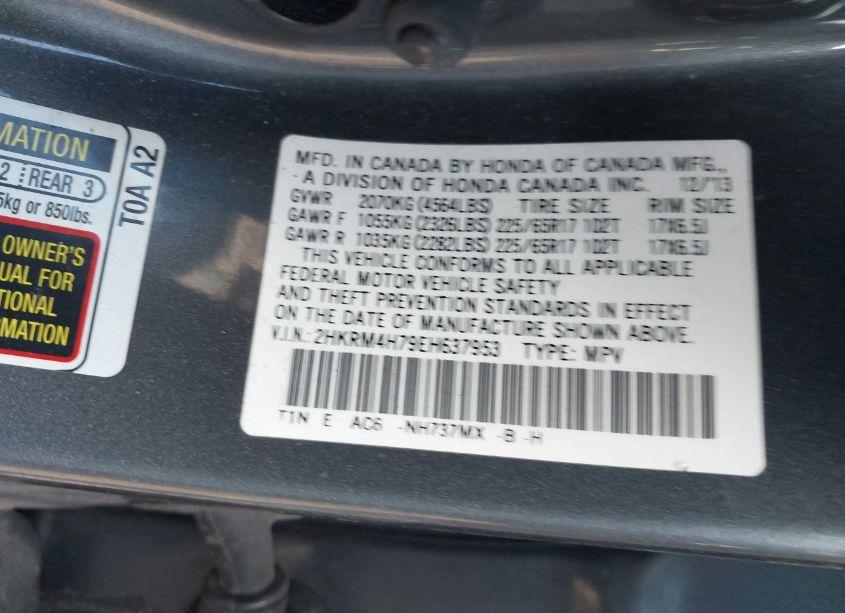 MATION
2 REAR 3
5kg or 850lbs.
OWNER'S
UAL FOR
TIONAL
RMATION
T0A A2
MFD. IN CANADA BY HONDA OF CANADA MFG.,
- A DIVISION OF HONDA CANADA INC. 12/'13
GVWR 2070KG(4564LBS) TIRE SIZE RIM SIZE
GAWR F 1055KG(2326LBS) 225/65R17 102T 17X6.5J
GAWR R 1035KG(2282LBS) 225/65R17 102T 17X6.5J
THIS VEHICLE CONFORMS TO ALL APPLICABLE
FEDERAL MOTOR VEHICLE SAFETY
AND THEFT PREVENTION STANDARDS IN EFFECT
ON THE DATE OF MANUFACTURE SHOWN ABOVE.
V.I.N.: 2HKRM4H79EH637953 TYPE: MPV
T1N E AC6 -NH737MX -B -H